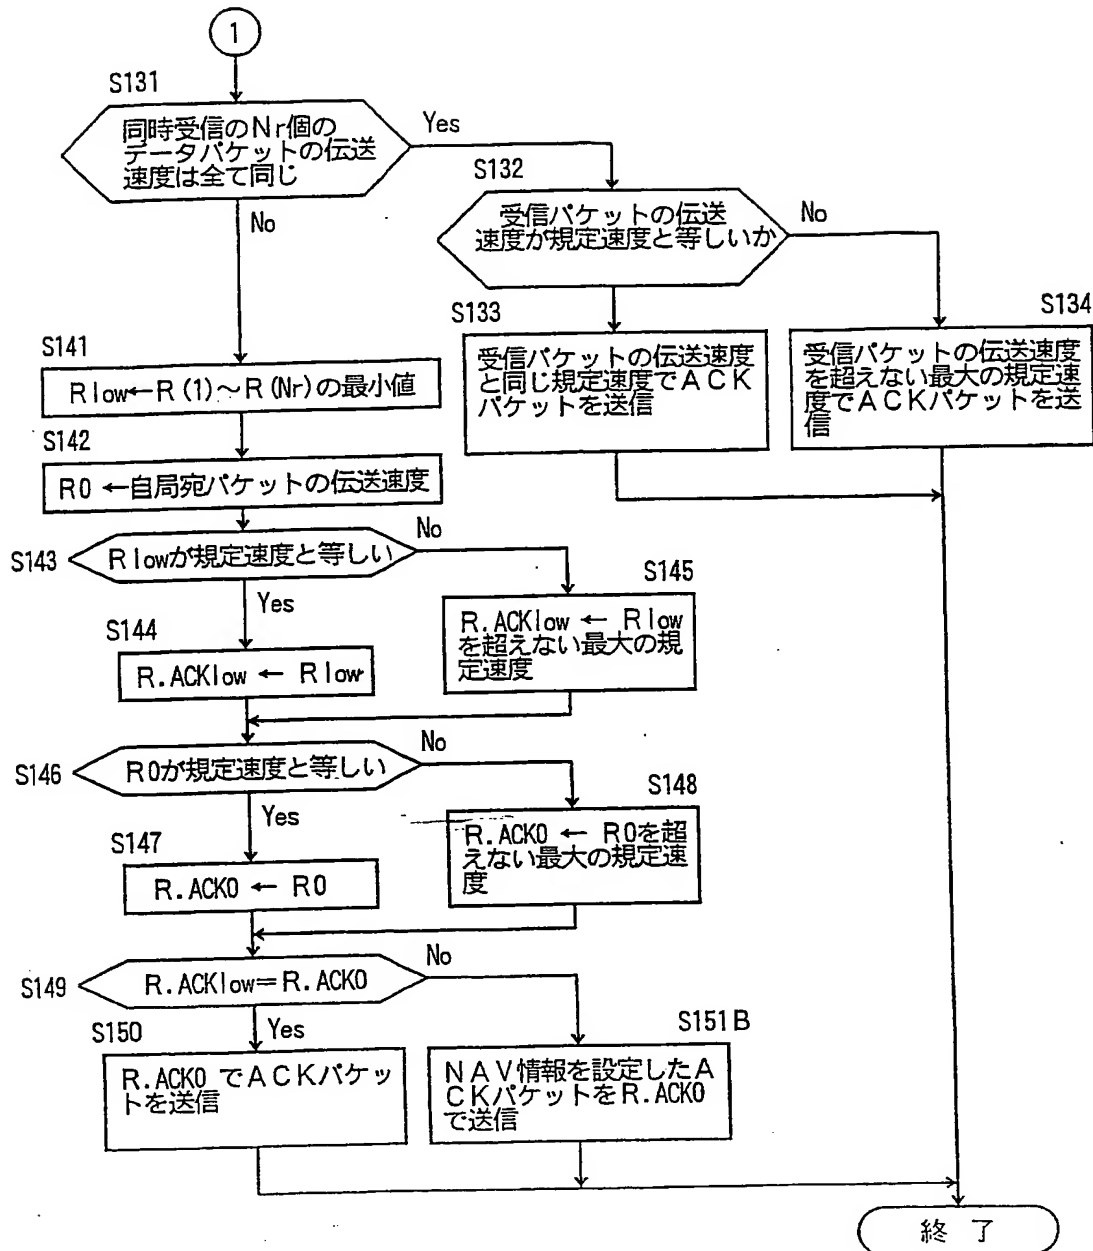 1
S131
同時受信のNr個の
データパケットの伝送
速度は全て同じ
Yes
No
S132
受信パケットの伝送
速度が規定速度と等しいか
No
S133
受信パケットの伝送速度
と同じ規定速度でACK
パケットを送信
S134
受信パケットの伝送速度
を超えない最大の規定速
度でACKパケットを送
信
S141
Rlow←R(1)～R(Nr)の最小値
S142
R0←自局宛パケットの伝送速度
S143
Rlowが規定速度と等しい
No
Yes
S144
R.ACKlow ← Rlow
S145
R.ACKlow ← Rlow
を超えない最大の規
定速度
S146
R0が規定速度と等しい
No
Yes
S147
R.ACK0 ← R0
S148
R.ACK0 ← R0を超
えない最大の規定速
度
S149
R.ACKlow＝R.ACK0
No
Yes
S150
R.ACK0でACKパケッ
トを送信
S151B
NAV情報を設定したA
CKパケットをR.ACK0
で送信
終了